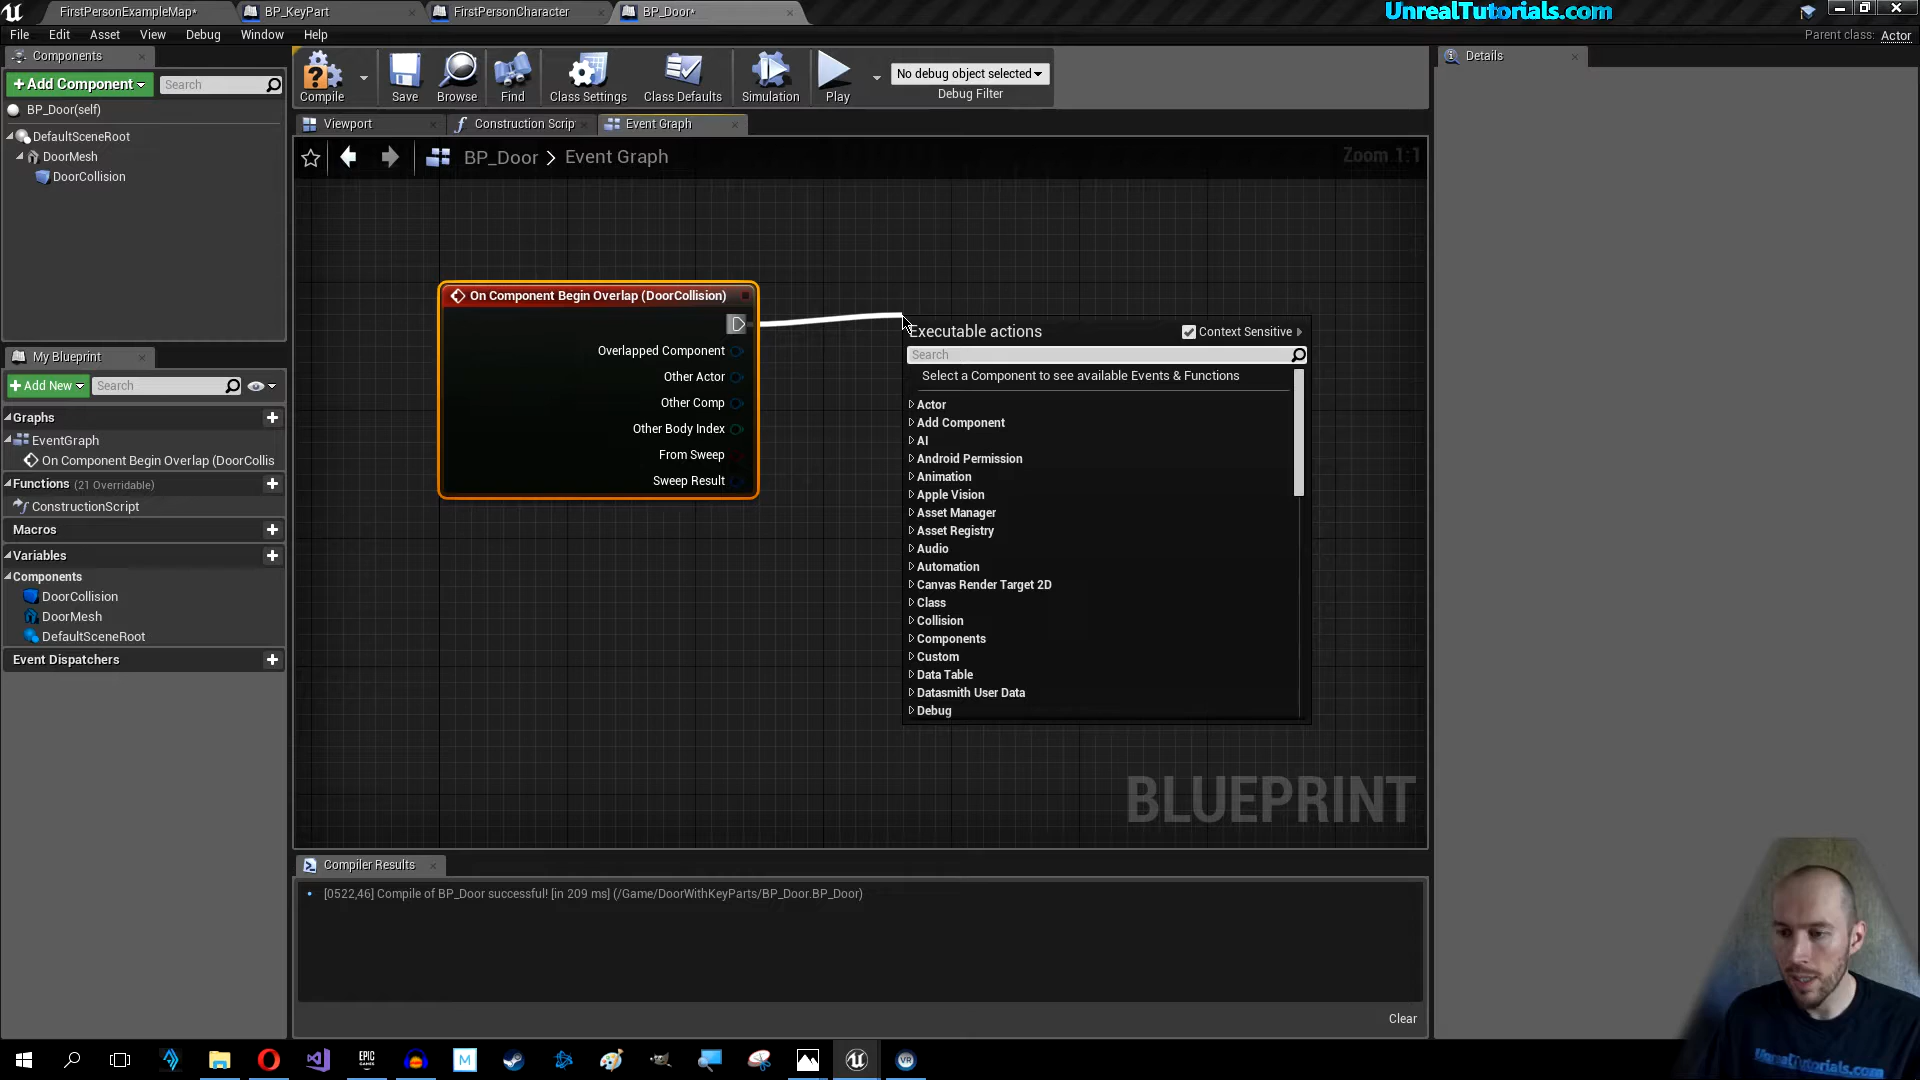 FirstPersonExampleMap*
BP_KeyPart
FirstPersonCharacter
BP_Door*
UnrealTutorials.com
File Edit Asset View Debug Window Help
Parent class: Actor
Components
+ Add Component
Search
BP_Door(self)
DefaultSceneRoot
DoorMesh
DoorCollision
Compile
Save
Browse
Find
Class Settings
Class Defaults
Simulation
Play
No debug object selected
Debug Filter
Details
Viewport
Construction Scrip
Event Graph
BP_Door > Event Graph
Zoom 1:1
On Component Begin Overlap (DoorCollision)
Overlapped Component
Other Actor
Other Comp
Other Body Index
From Sweep
Sweep Result
Executable actions
Context Sensitive
Search
Select a Component to see available Events & Functions
Actor
Add Component
AI
Android Permission
Animation
Apple Vision
Asset Manager
Asset Registry
Audio
Automation
Canvas Render Target 2D
Class
Collision
Components
Custom
Data Table
Datasmith User Data
Debug
BLUEPRINT
My Blueprint
+ Add New
Search
Graphs
EventGraph
On Component Begin Overlap (DoorCollis
Functions (21 Overridable)
ConstructionScript
Macros
Variables
Components
DoorCollision
DoorMesh
DefaultSceneRoot
Event Dispatchers
Compiler Results
[0522,46] Compile of BP_Door successful! [in 209 ms] (/Game/DoorWithKeyParts/BP_Door.BP_Door)
Clear
EPIC GAMES
M
VR
UnrealTutorials.com